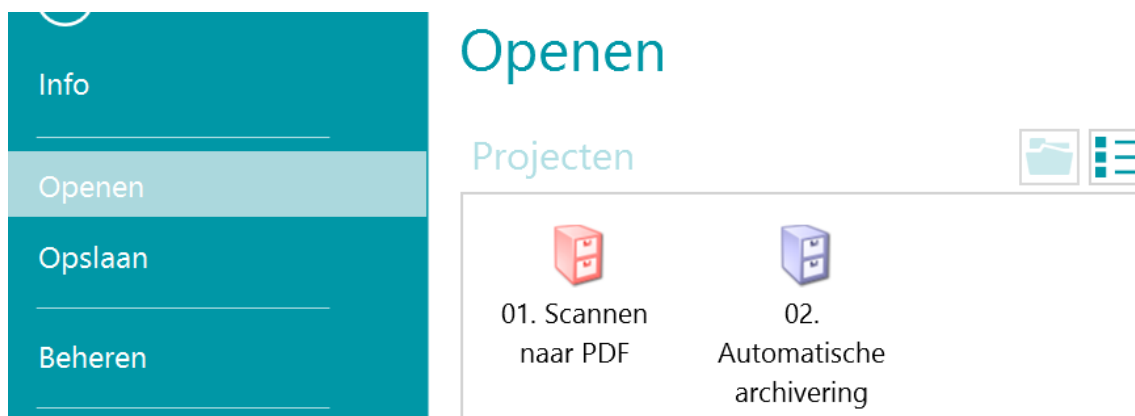 Info
Openen
Opslaan
Beheren
Openen
Projecten
01. Scannen
naar PDF
02.
Automatische
archivering